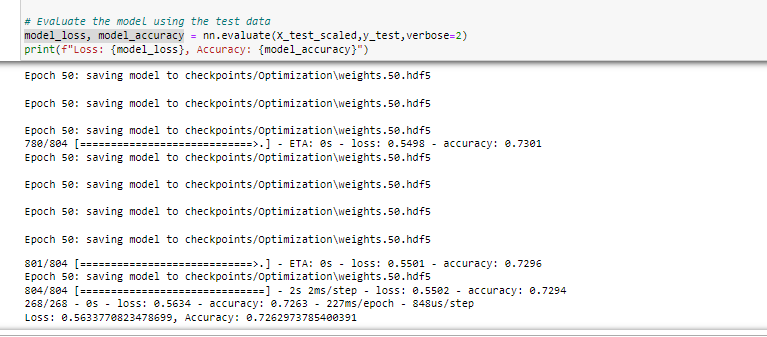 # Evaluate the model using the test data
model_loss, model_accuracy = nn.evaluate(X_test_scaled,y_test,verbose=2)
print(f"Loss: {model_loss}, Accuracy: {model_accuracy}")
Epoch 50: saving model to checkpoints/Optimization\weights.50.hdf5
Epoch 50: saving model to checkpoints/Optimization\weights.50.hdf5
Epoch 50: saving model to checkpoints/Optimization\weights.50.hdf5
780/804 [============================>.] - ETA: 0s - loss: 0.5498 - accuracy: 0.7301
Epoch 50: saving model to checkpoints/Optimization\weights.50.hdf5
Epoch 50: saving model to checkpoints/Optimization\weights.50.hdf5
Epoch 50: saving model to checkpoints/Optimization\weights.50.hdf5
Epoch 50: saving model to checkpoints/Optimization\weights.50.hdf5
801/804 [============================>.] - ETA: 0s - loss: 0.5501 - accuracy: 0.7296
Epoch 50: saving model to checkpoints/Optimization\weights.50.hdf5
804/804 [==============================] - 2s 2ms/step - loss: 0.5502 - accuracy: 0.7294
268/268 - 0s - loss: 0.5634 - accuracy: 0.7263 - 227ms/epoch - 848us/step
Loss: 0.5633770823478699, Accuracy: 0.7262973785400391